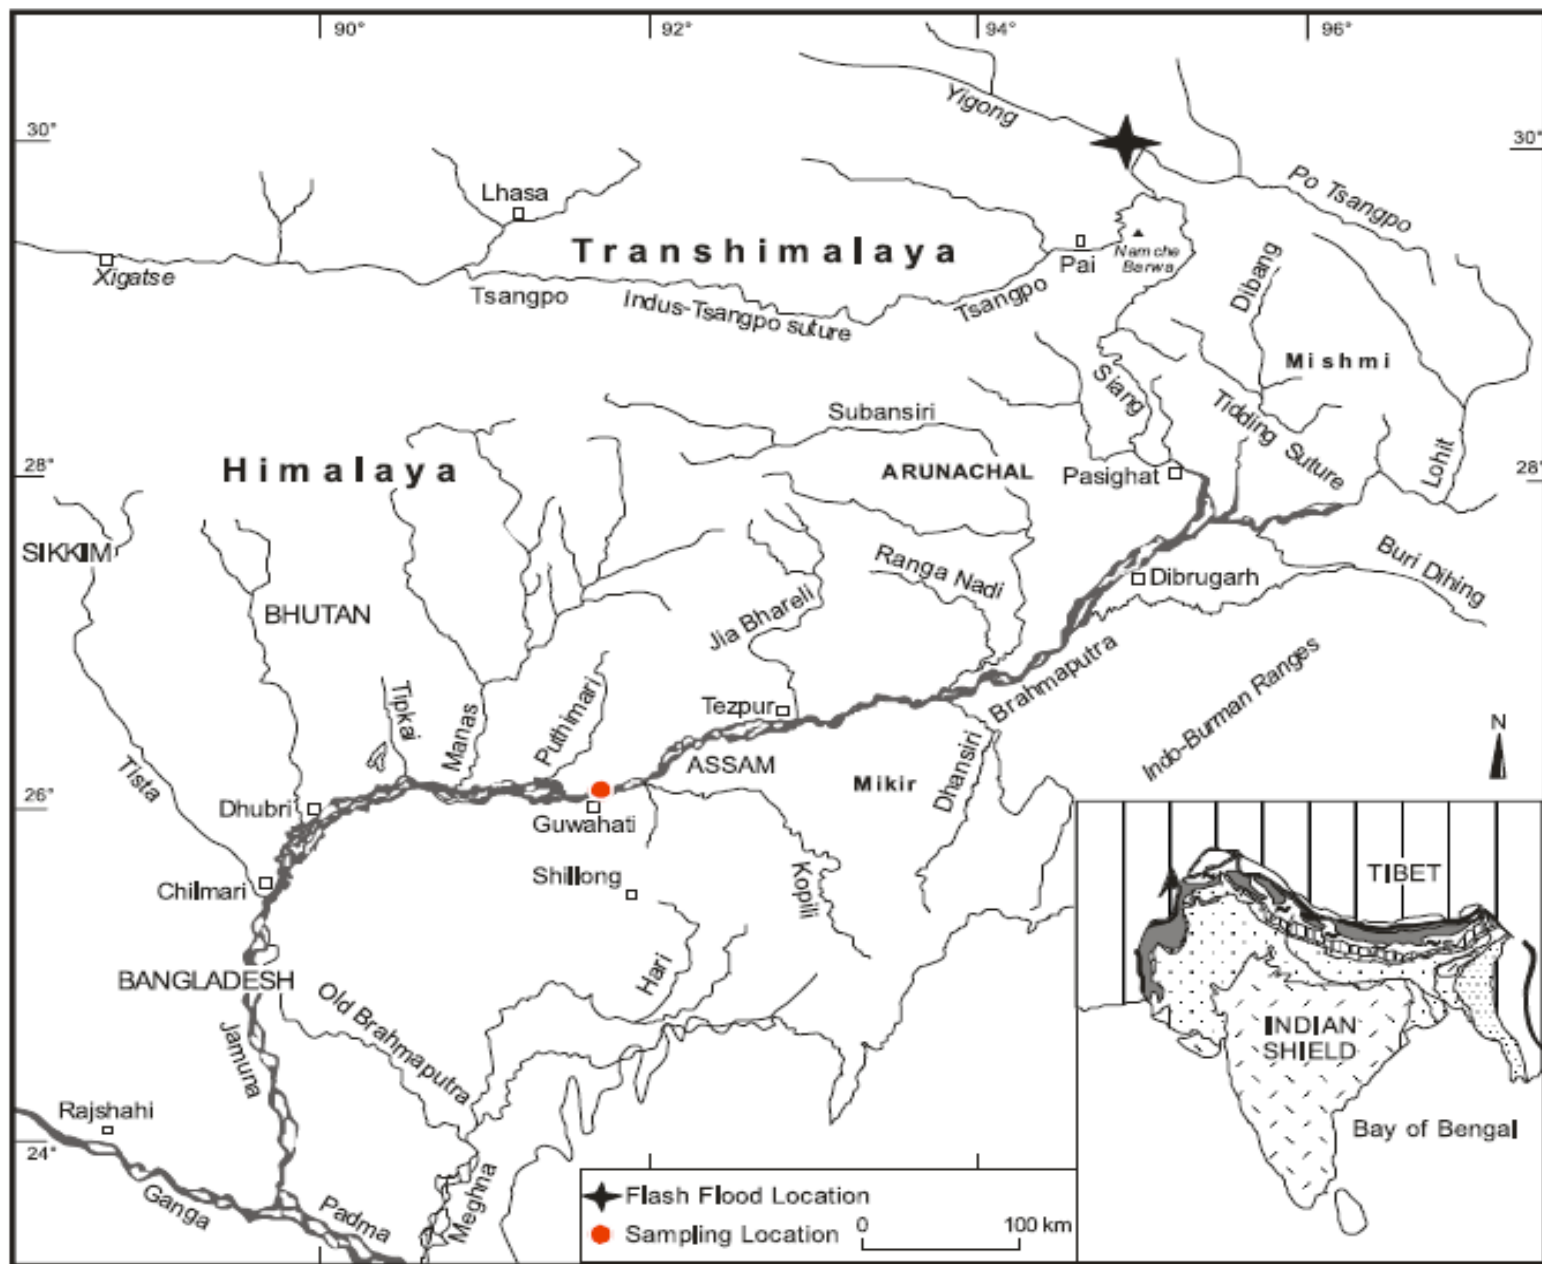 90°
92°
94°
96°
Yigong
30°
30°
Po Tsangpo
Lhasa
Transhimalaya
Namche
Barwa
Pai
Dibang
Xigatse
Tsangpo
Indus-Tsangpo suture
Tsangpo
Mishmi
Siang
Tidding Suture
Subansiri
Himalaya
28°
ARUNACHAL
Pasighat
Lohit
28°
SIKKIM
Ranga Nadi
Buri Dihing
Dibrugarh
BHUTAN
Jia Bhareli
Brahmaputra
Indo-Burman Ranges
Tipkai
Manas
Puthimari
Tezpur
N
Tista
ASSAM
Mikir
Dhansiri
26°
Dhubri
Guwahati
Chilmari
Shillong
Kopili
TIBET
Hari
BANGLADESH
Old Brahmaputra
Jamuna
INDIAN
SHIELD
Rajshahi
Bay of Bengal
24°
Ganga
Padma
Meghna
Flash Flood Location
Sampling Location
0
100 km